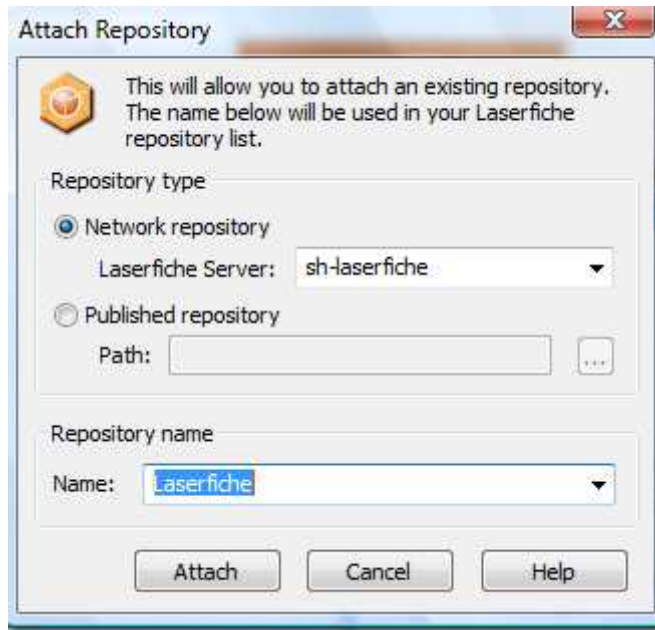 Attach Repository
This will allow you to attach an existing repository.
The name below will be used in your Laserfiche
repository list.
Repository type
Network repository
Laserfiche Server: sh-laserfiche
Published repository
Path: ...
Repository name
Name: Laserfiche
Attach Cancel Help